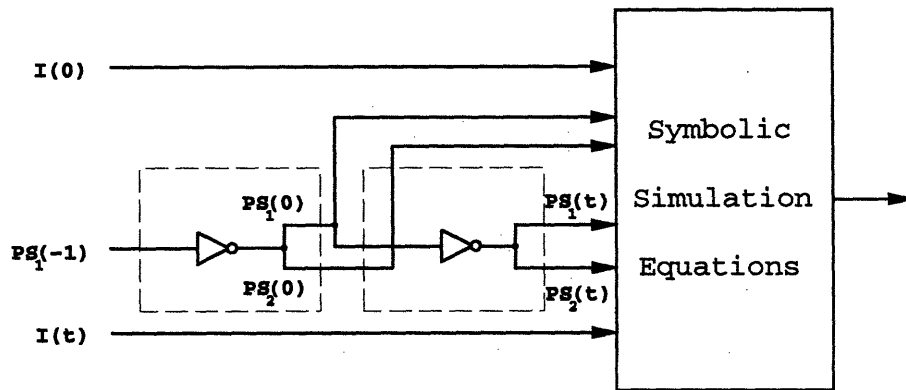 I(0)
Symbolic
PS1(0)
PS1(t)
Simulation
PS1(-1)
Equations
PS2(0)
PS2(t)
I(t)